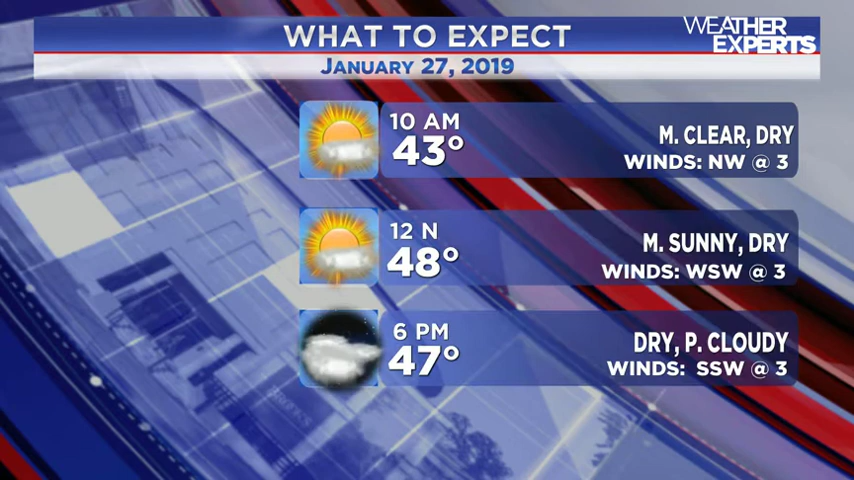 WHAT TO EXPECT
WEATHER
EXPERTS
JANUARY 27, 2019
10 AM
43°
M. CLEAR, DRY
WINDS: NW @ 3
12 N
48°
M. SUNNY, DRY
WINDS: WSW @ 3
6 PM
47°
DRY, P. CLOUDY
WINDS: SSW @ 3